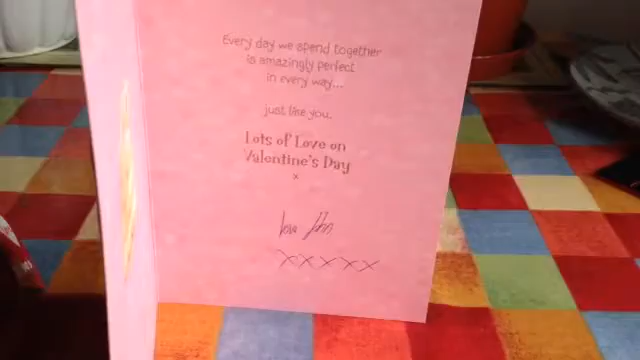 Every day we spend together
is amazingly perfect
in every way...
just like you.
Lots of Love on
Valentine's Day
x
love John
XXXXX